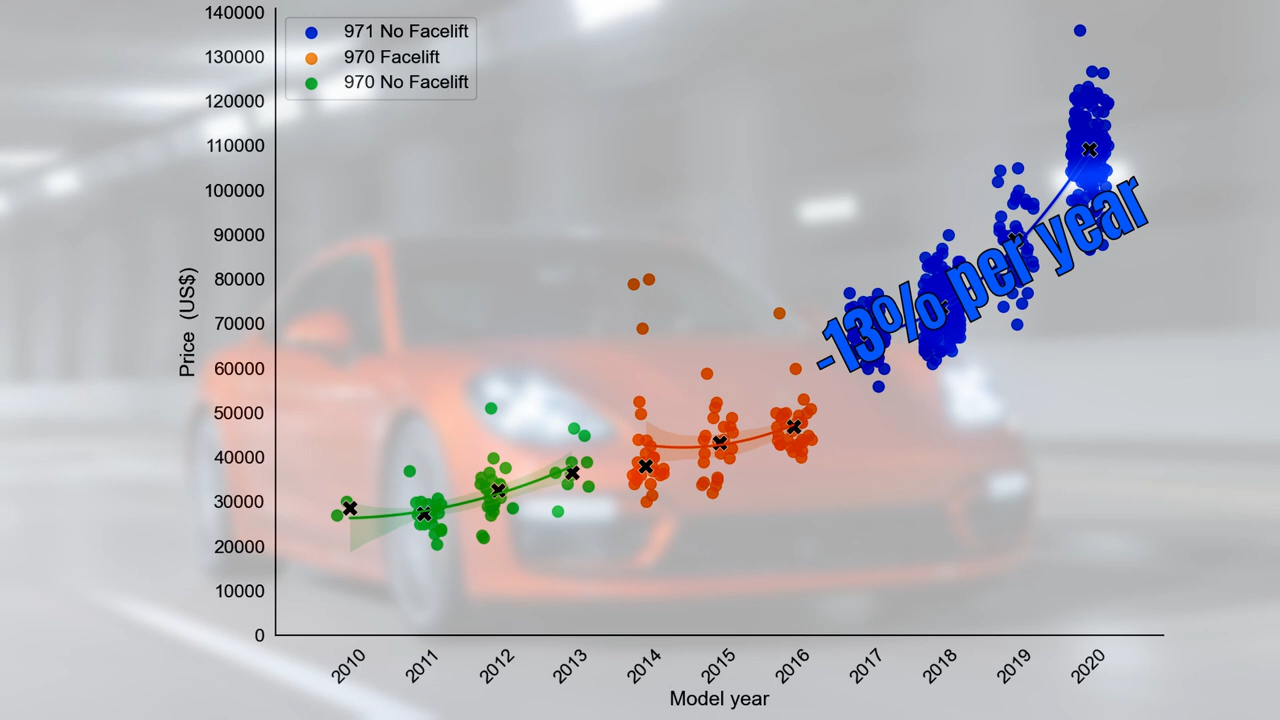 140000
130000
120000
110000
100000
90000
80000
70000
60000
50000
40000
30000
20000
10000
0
Price (US$)
971 No Facelift
970 Facelift
970 No Facelift
-13% per year
2010 2011 2012 2013 2014 2015 2016 2017 2018 2019 2020
Model year